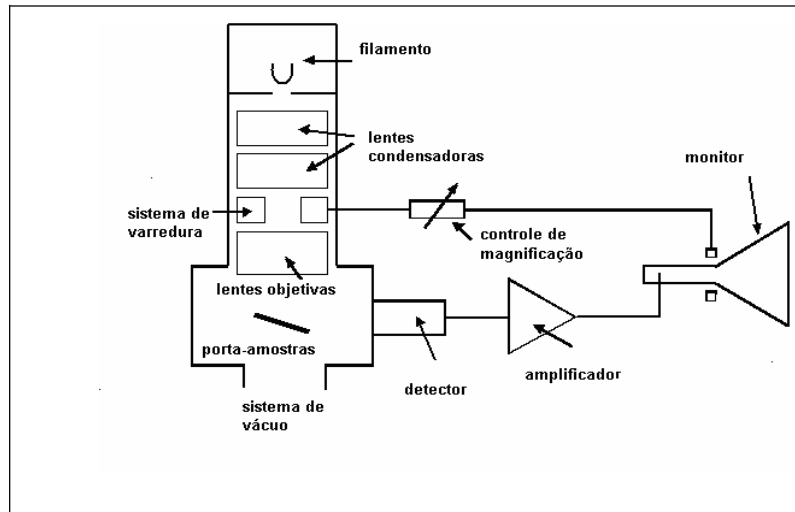 filamento
lentes
condensadoras
monitor
sistema de
varredura
controle de
magnificação
lentes objetivas
porta-amostras
detector
amplificador
sistema de
vácuo